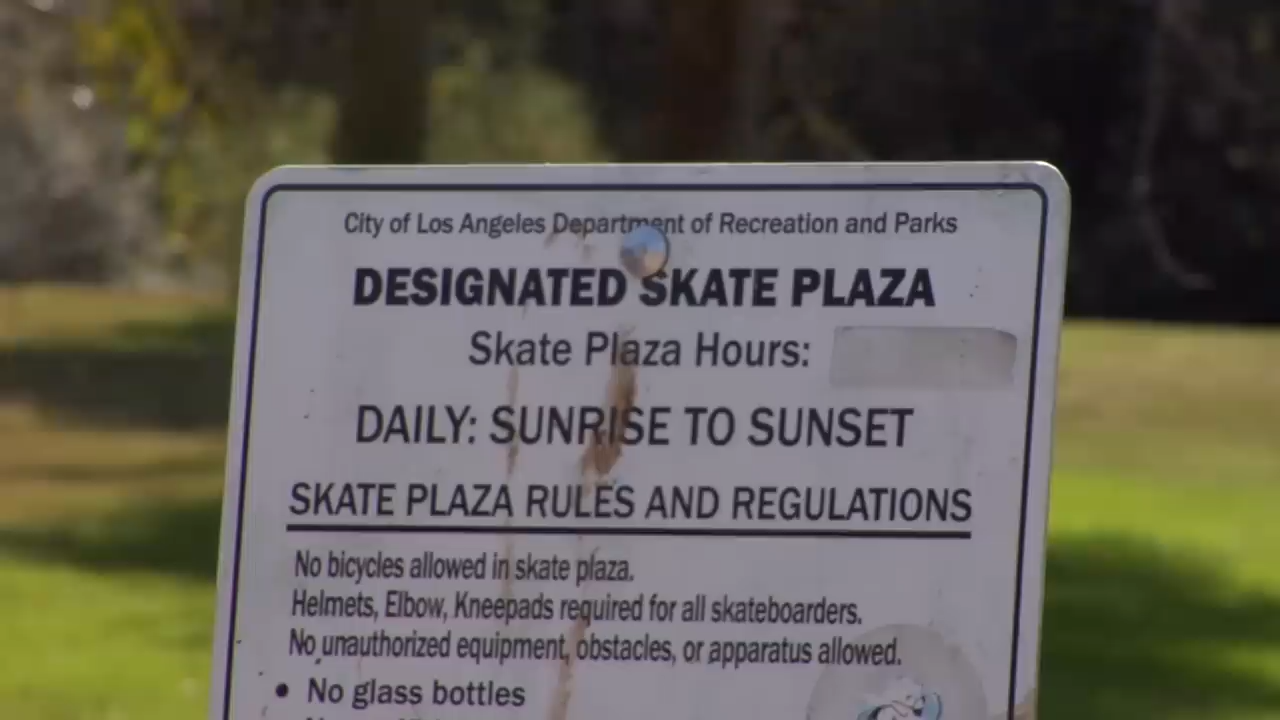 City of Los Angeles Department of Recreation and Parks
DESIGNATED SKATE PLAZA
Skate Plaza Hours:
DAILY: SUNRISE TO SUNSET
SKATE PLAZA RULES AND REGULATIONS
No bicycles allowed in skate plaza.
Helmets, Elbow, Kneepads required for all skateboarders.
No unauthorized equipment, obstacles, or apparatus allowed.
• No glass bottles